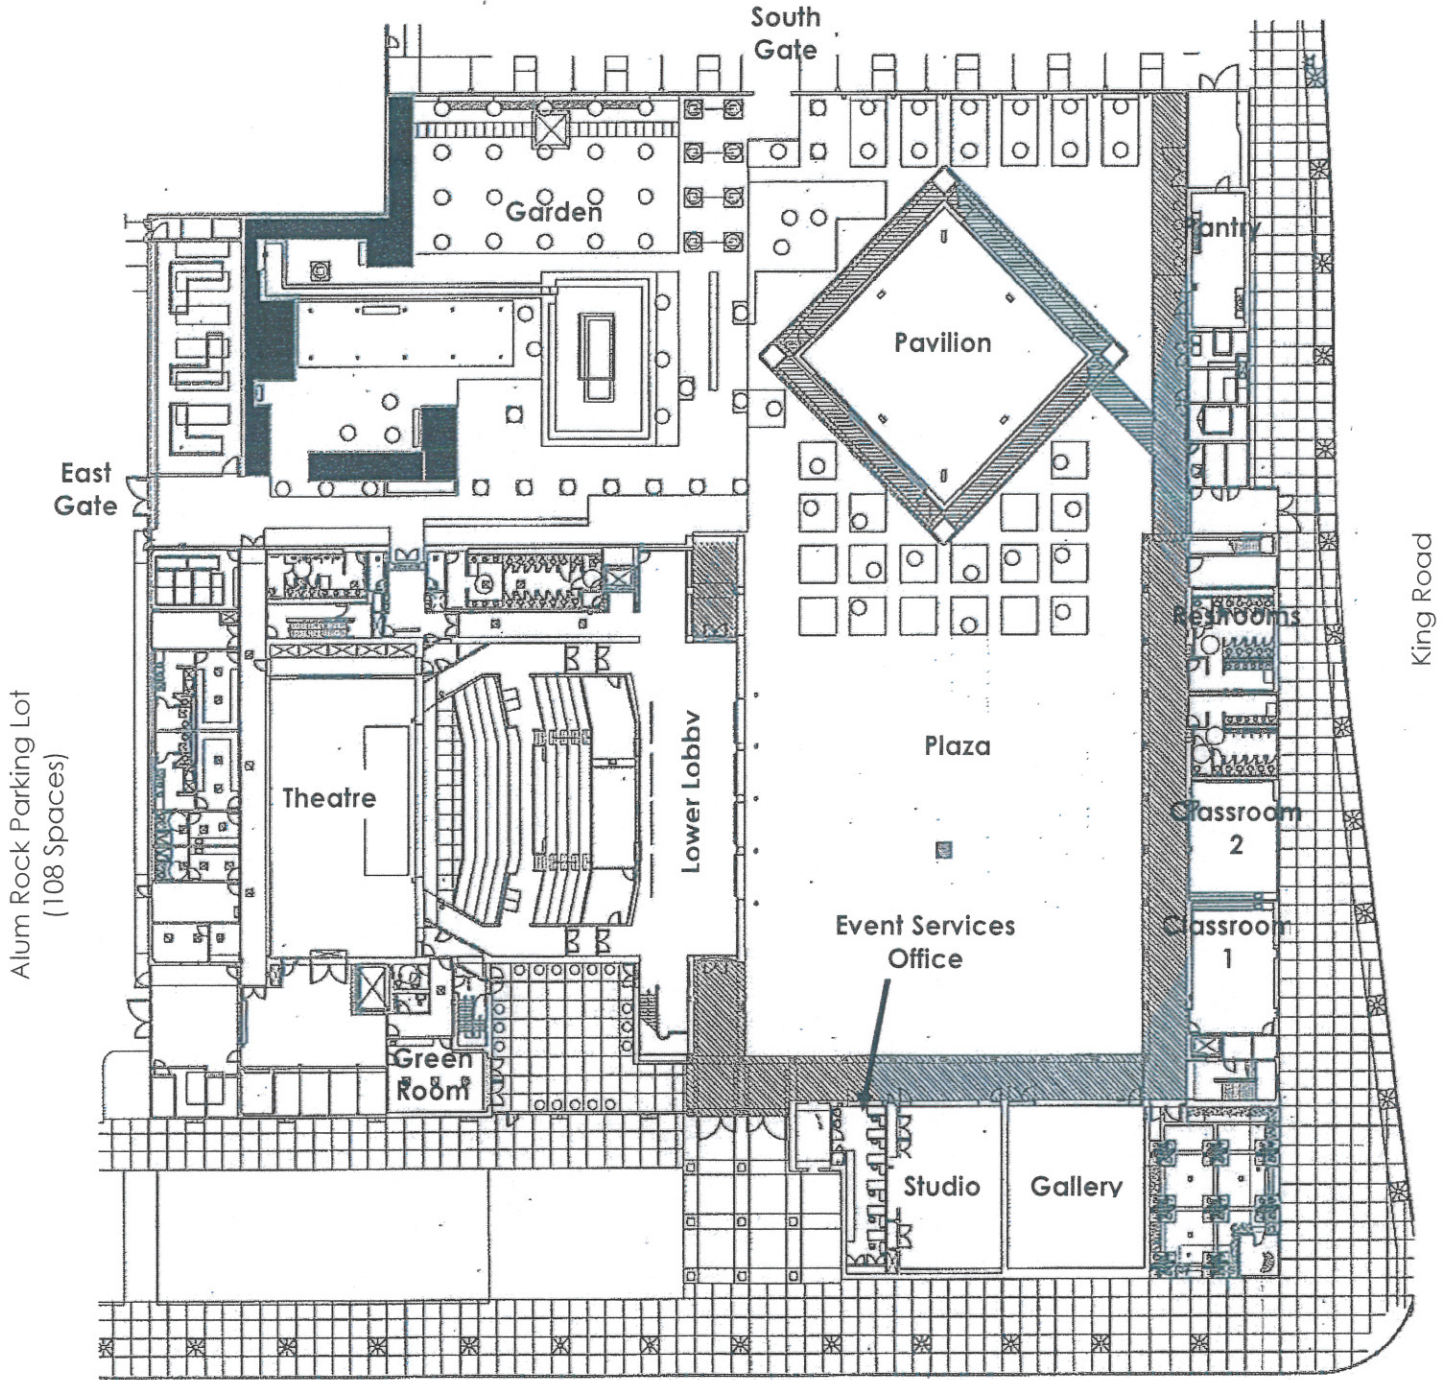 South
Gate
Garden
Pantry
Pavilion
East
Gate
Restrooms
King Road
Plaza
Lower Lobby
Theatre
Classroom
2
Alum Rock Parking Lot
(108 Spaces)
Event Services
Office
Classroom
1
Green
Room
Studio
Gallery